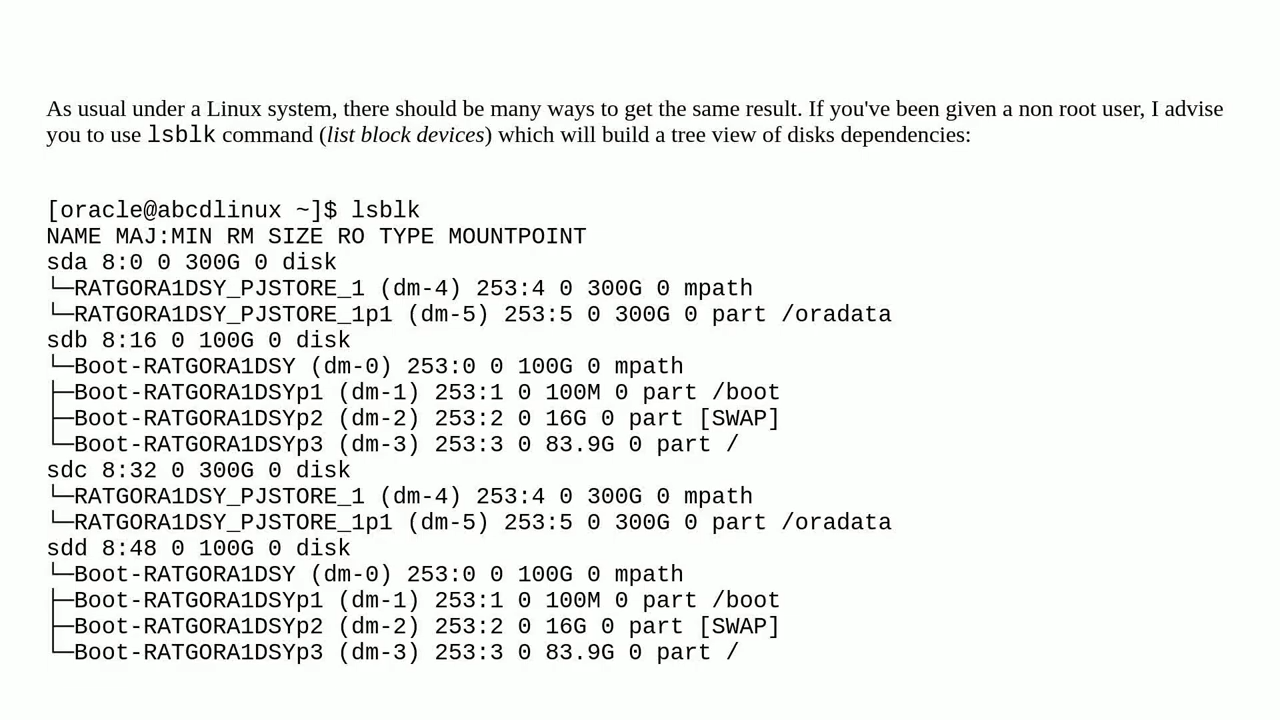 As usual under a Linux system, there should be many ways to get the same result. If you've been given a non root user, I advise
you to use lsblk command (list block devices) which will build a tree view of disks dependencies:
[oracle@abcdlinux ~]$ lsblk
NAME MAJ:MIN RM SIZE RO TYPE MOUNTPOINT
sda 8:0 0 300G 0 disk
└─RATGORA1DSY_PJSTORE_1 (dm-4) 253:4 0 300G 0 mpath
└─RATGORA1DSY_PJSTORE_1p1 (dm-5) 253:5 0 300G 0 part /oradata
sdb 8:16 0 100G 0 disk
└─Boot-RATGORA1DSY (dm-0) 253:0 0 100G 0 mpath
├─Boot-RATGORA1DSYp1 (dm-1) 253:1 0 100M 0 part /boot
├─Boot-RATGORA1DSYp2 (dm-2) 253:2 0 16G 0 part [SWAP]
└─Boot-RATGORA1DSYp3 (dm-3) 253:3 0 83.9G 0 part /
sdc 8:32 0 300G 0 disk
└─RATGORA1DSY_PJSTORE_1 (dm-4) 253:4 0 300G 0 mpath
└─RATGORA1DSY_PJSTORE_1p1 (dm-5) 253:5 0 300G 0 part /oradata
sdd 8:48 0 100G 0 disk
└─Boot-RATGORA1DSY (dm-0) 253:0 0 100G 0 mpath
├─Boot-RATGORA1DSYp1 (dm-1) 253:1 0 100M 0 part /boot
├─Boot-RATGORA1DSYp2 (dm-2) 253:2 0 16G 0 part [SWAP]
└─Boot-RATGORA1DSYp3 (dm-3) 253:3 0 83.9G 0 part /